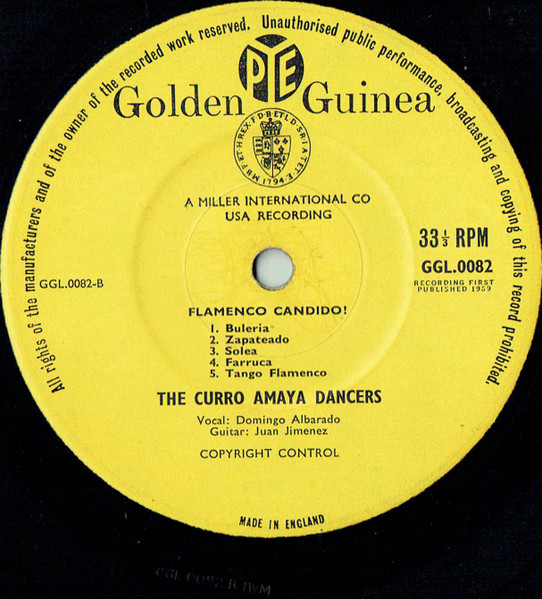 All rights of the manufacturers and of the owner of the recorded work reserved. Unauthorised public performance, broadcasting and copying of this record prohibited.
PYE
Golden Guinea
A MILLER INTERNATIONAL CO
USA RECORDING
33⅓ RPM
GGL.0082
RECORDING FIRST
PUBLISHED 1959
GGL.0082-B
FLAMENCO CANDIDO!
1. Buleria
2. Zapateado
3. Solea
4. Farruca
5. Tango Flamenco
THE CURRO AMAYA DANCERS
Vocal: Domingo Albarado
Guitar: Juan Jimenez
COPYRIGHT CONTROL
MADE IN ENGLAND